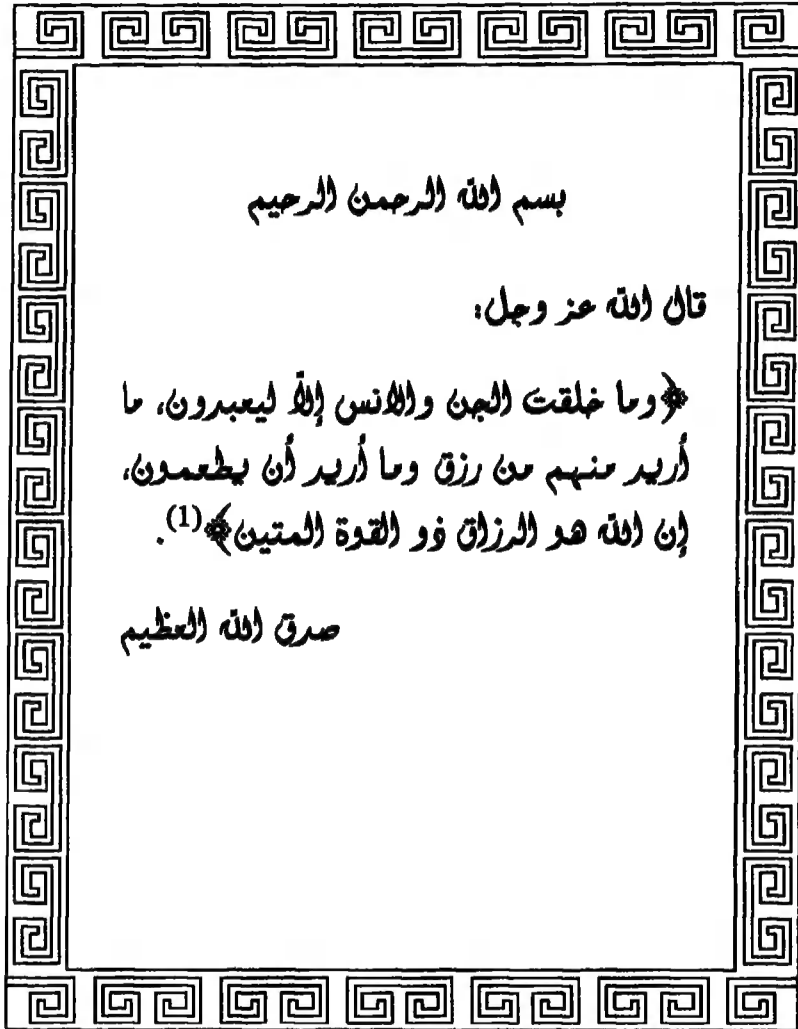 بسم الله الرحمن الرحيم
قال الله عز وجل:
﴿وما خلقت الجن والانس إلاّ ليعبدون، ما
أريد منهم من رزق وما أريد أن يطعمون،
إن الله هو الرزاق ذو القوة المتين﴾(1).
صدق الله العظيم